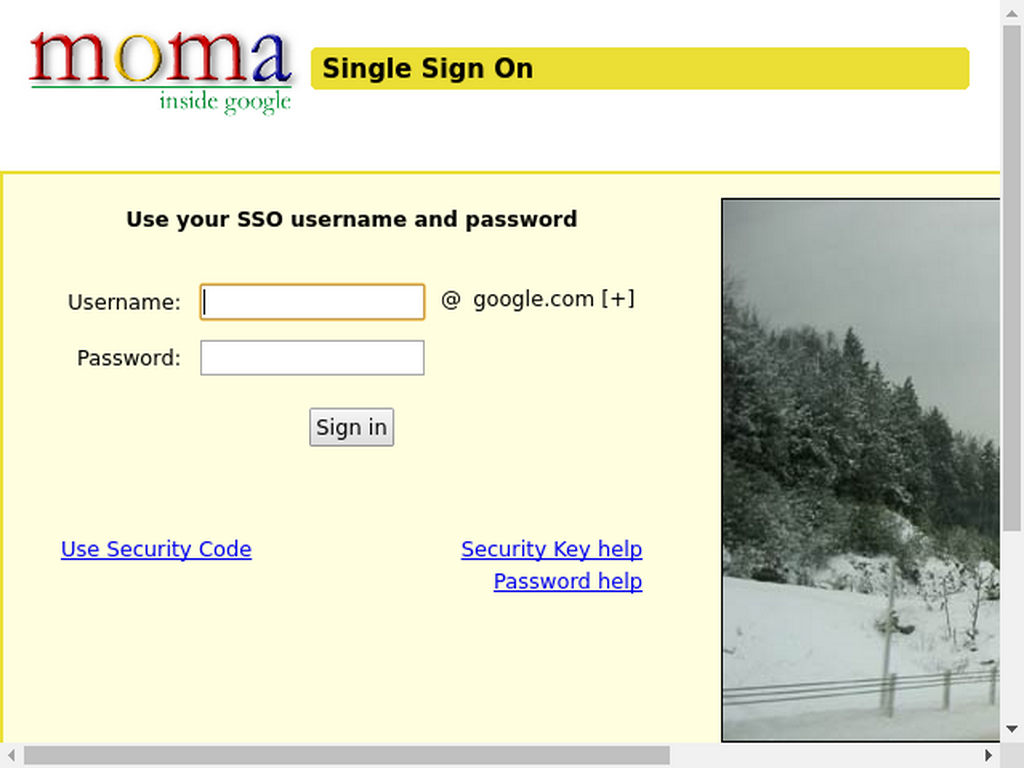 moma
inside google
Single Sign On
Use your SSO username and password
Username: @ google.com [+]
Password:
Sign in
Use Security Code
Security Key help
Password help